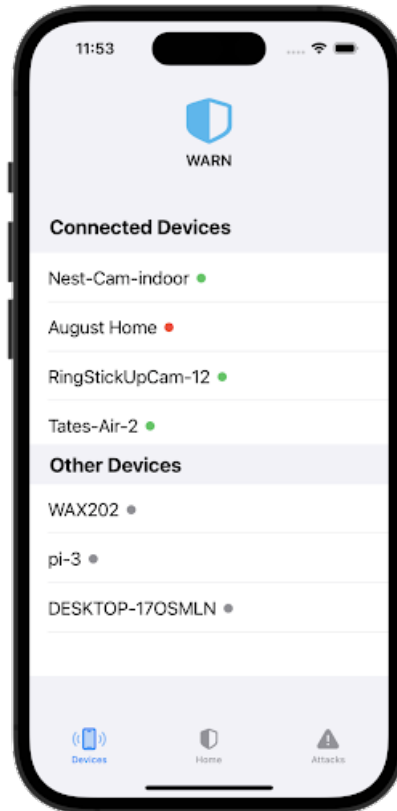 11:53
WARN
Connected Devices
Nest-Cam-indoor
August Home
RingStickUpCam-12
Tates-Air-2
Other Devices
WAX202
pi-3
DESKTOP-17OSMLN
Devices Home Attacks